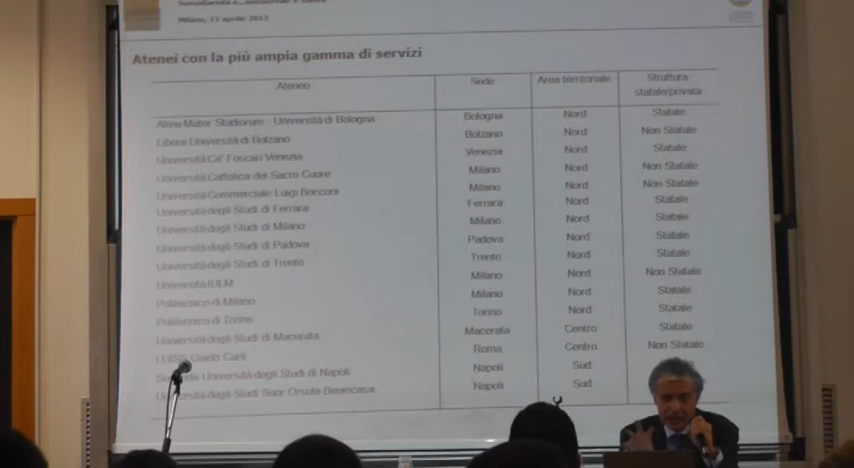 Milano, 13 aprile 2013
Atenei con la più ampia gamma di servizi
Ateneo Sede Area territoriale Struttura statale/privata
Alma Mater Studiorum - Università di Bologna Bologna Nord Statale
Libera Università di Bolzano Bolzano Nord Non Statale
Università Ca' Foscari Venezia Venezia Nord Statale
Università Cattolica del Sacro Cuore Milano Nord Non Statale
Università Commerciale Luigi Bocconi Milano Nord Non Statale
Università degli Studi di Ferrara Ferrara Nord Statale
Università degli Studi di Milano Milano Nord Statale
Università degli Studi di Padova Padova Nord Statale
Università degli Studi di Trento Trento Nord Statale
Università IULM Milano Nord Non Statale
Politecnico di Milano Milano Nord Statale
Politecnico di Torino Torino Nord Statale
Università degli Studi di Macerata Macerata Centro Statale
LUISS Guido Carli Roma Centro Non Statale
Università degli Studi di Napoli Napoli Sud
Università degli Studi Suor Orsola Benincasa Napoli Sud